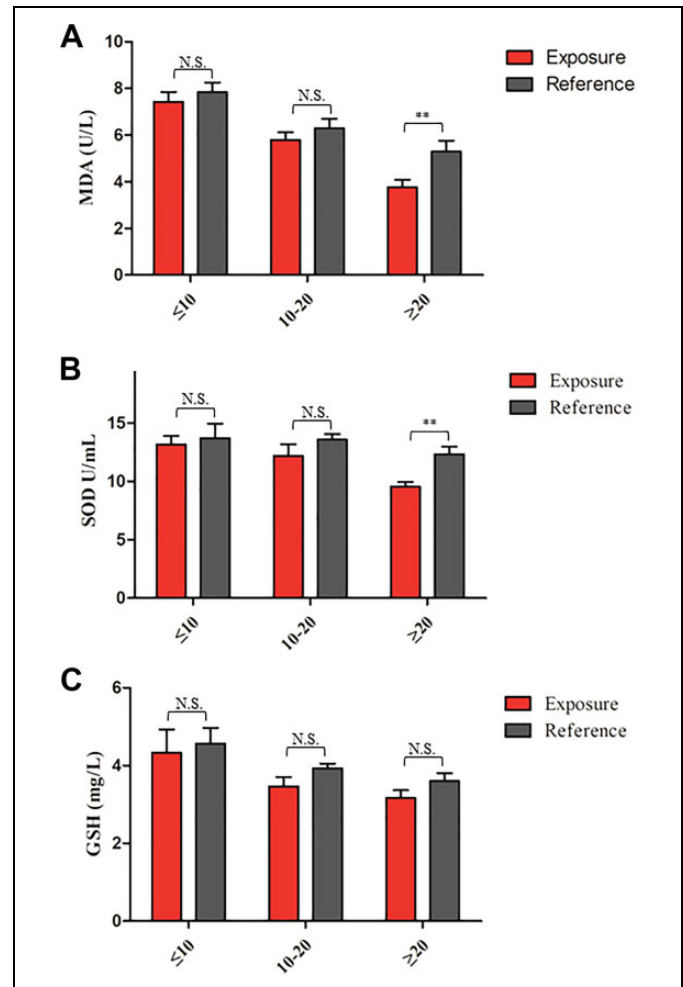 A
10
8
6
4
2
0
MDA (U/L)
N.S.
N.S.
**
Exposure
Reference
≤10
10-20
≥20
B
15
10
5
0
SOD U/mL
N.S.
N.S.
**
Exposure
Reference
≤10
10-20
≥20
C
6
4
2
0
GSH (mg/L)
N.S.
N.S.
N.S.
Exposure
Reference
≤10
10-20
≥20